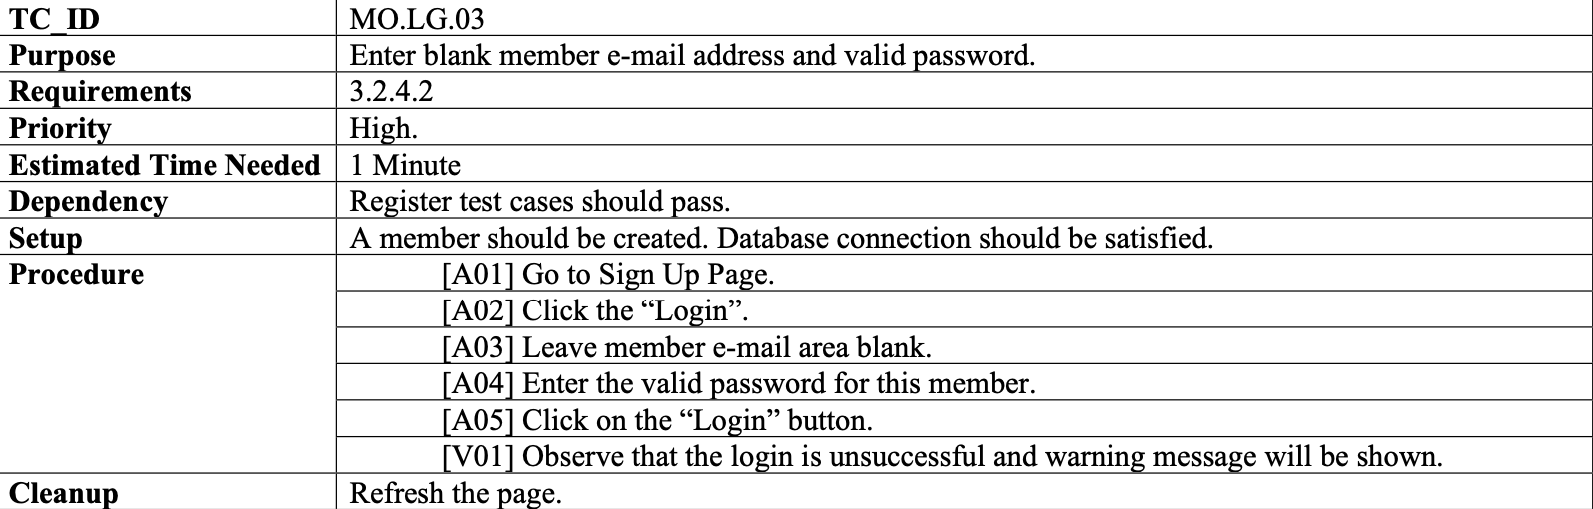 TC_ID MO.LG.03
Purpose Enter blank member e-mail address and valid password.
Requirements 3.2.4.2
Priority High.
Estimated Time Needed 1 Minute
Dependency Register test cases should pass.
Setup A member should be created. Database connection should be satisfied.
Procedure [A01] Go to Sign Up Page.
[A02] Click the “Login”.
[A03] Leave member e-mail area blank.
[A04] Enter the valid password for this member.
[A05] Click on the “Login” button.
[V01] Observe that the login is unsuccessful and warning message will be shown.
Cleanup Refresh the page.